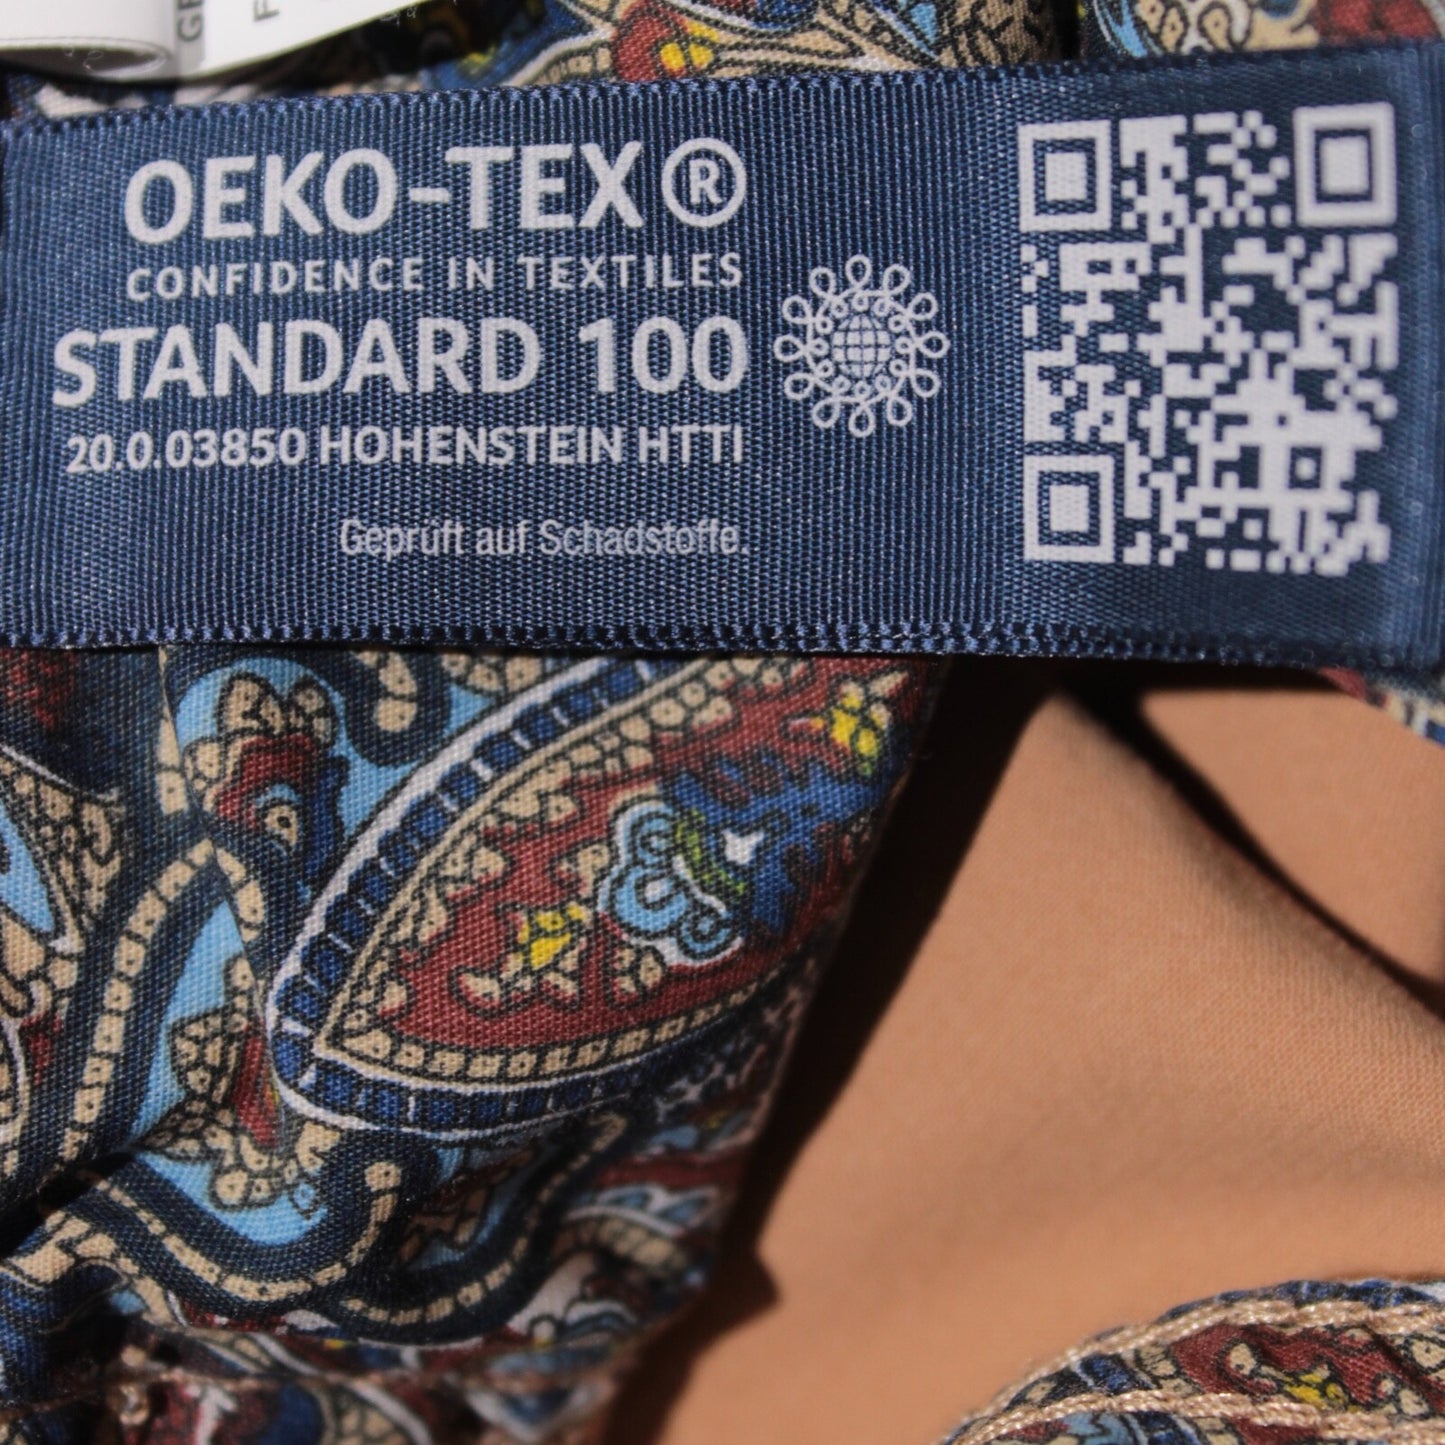 OEKO-TEX®
CONFIDENCE IN TEXTILES
STANDARD 100
20.0.03850 HOHENSTEIN HTTI
Geprüft auf Schadstoffe.